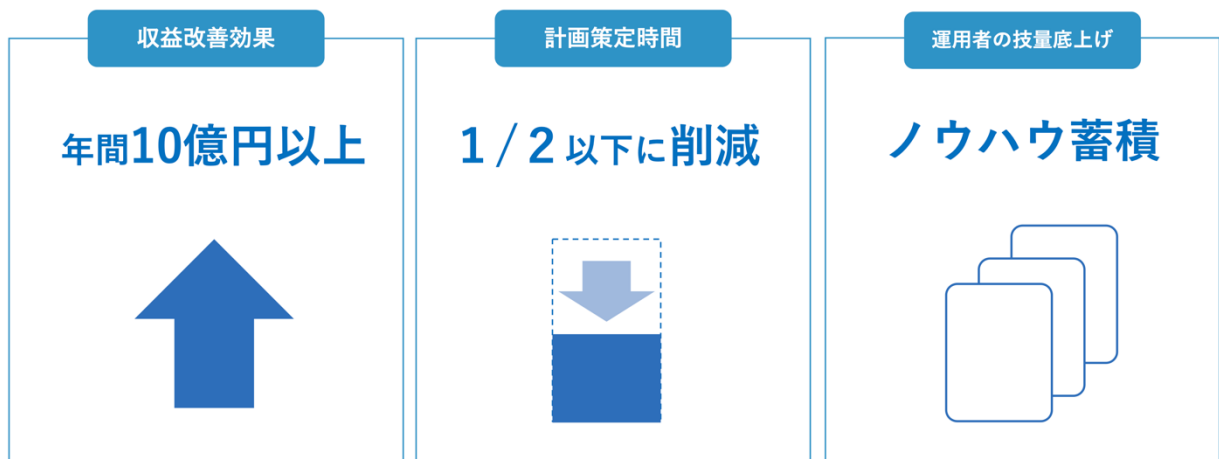 収益改善効果
年間10億円以上
計画策定時間
1/2以下に削減
運用者の技量底上げ
ノウハウ蓄積